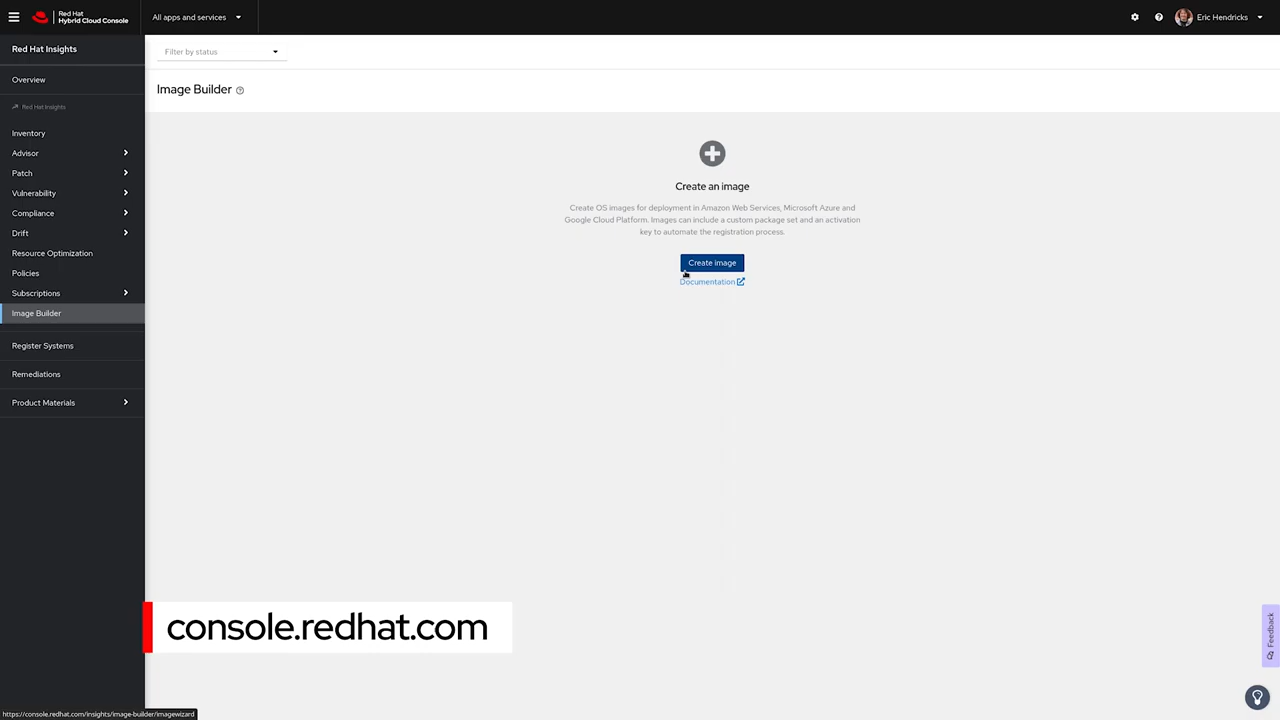 Red Hat
Hybrid Cloud Console
All apps and services
Eric Hendricks
Red Hat Insights
Filter by status
Overview
Image Builder
Red Hat Insights
Inventory
Advisor
Patch
Vulnerability
Compliance
Drift
Resource Optimization
Policies
Subscriptions
Image Builder
Register Systems
Remediations
Product Materials
Create an image
Create OS images for deployment in Amazon Web Services, Microsoft Azure and
Google Cloud Platform. Images can include a custom package set and an activation
key to automate the registration process.
Create image
Documentation
console.redhat.com
Feedback
https://console.redhat.com/insights/image-builder/imagewizard